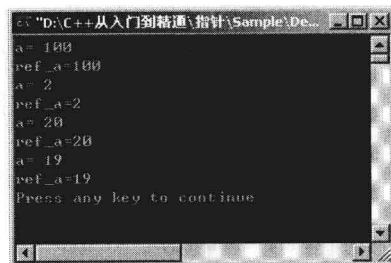 "D:\C++从入门到精通\指针\Sample\De...
a= 100
ref_a=100
a= 2
ref_a=2
a= 20
ref_a=20
a= 19
ref_a=19
Press any key to continue